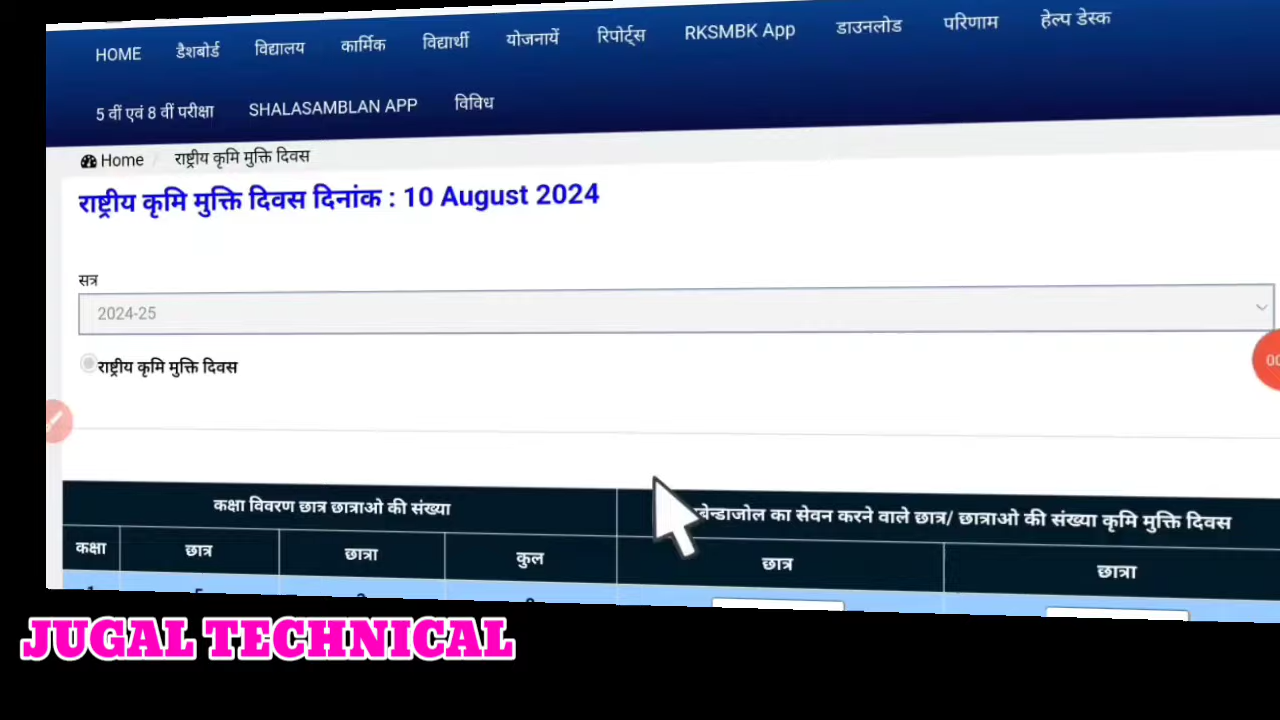 HOME डैशबोर्ड विद्यालय कार्मिक विद्यार्थी योजनायें रिपोर्ट्स RKSMBK App डाउनलोड परिणाम हेल्प डेस्क
5 वीं एवं 8 वीं परीक्षा SHALASAMBLAN APP विविध
Home / राष्ट्रीय कृमि मुक्ति दिवस
राष्ट्रीय कृमि मुक्ति दिवस दिनांक : 10 August 2024
सत्र
2024-25
राष्ट्रीय कृमि मुक्ति दिवस
कक्षा विवरण छात्र छात्राओ की संख्या
का सेवन करने वाले छात्र/ छात्राओ की संख्या कृमि मुक्ति दिवस
कक्षा छात्र छात्रा कुल छात्र छात्रा
JUGAL TECHNICAL